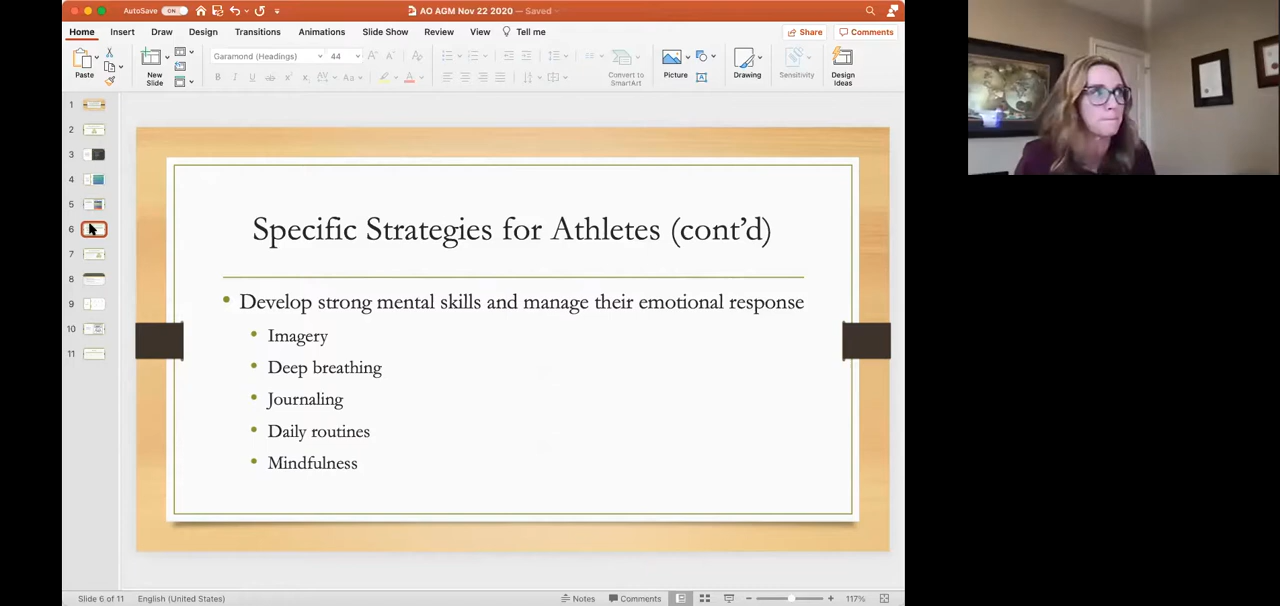 AutoSave ON AO AGM Nov 22 2020 — Saved
Home Insert Draw Design Transitions Animations Slide Show Review View Tell me Share Comments
Paste New Slide Garamond (Headings) 44 Convert to SmartArt Picture Drawing Sensitivity Design Ideas
1
2
3
4
5
6
7
8
9
10
11
Specific Strategies for Athletes (cont’d)
• Develop strong mental skills and manage their emotional response
• Imagery
• Deep breathing
• Journaling
• Daily routines
• Mindfulness
Slide 6 of 11 English (United States) Notes Comments 117%